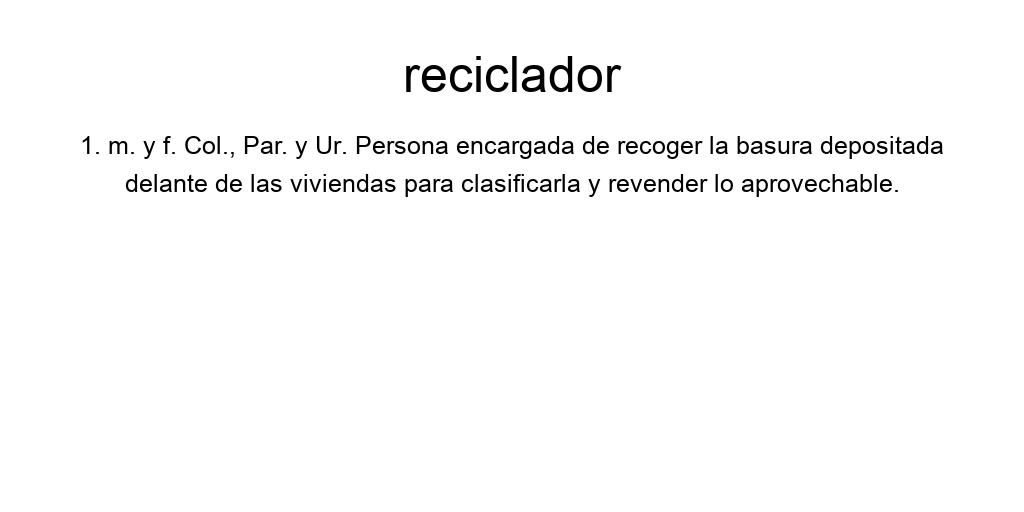 reciclador
1. m. y f. Col., Par. y Ur. Persona encargada de recoger la basura depositada
delante de las viviendas para clasificarla y revender lo aprovechable.